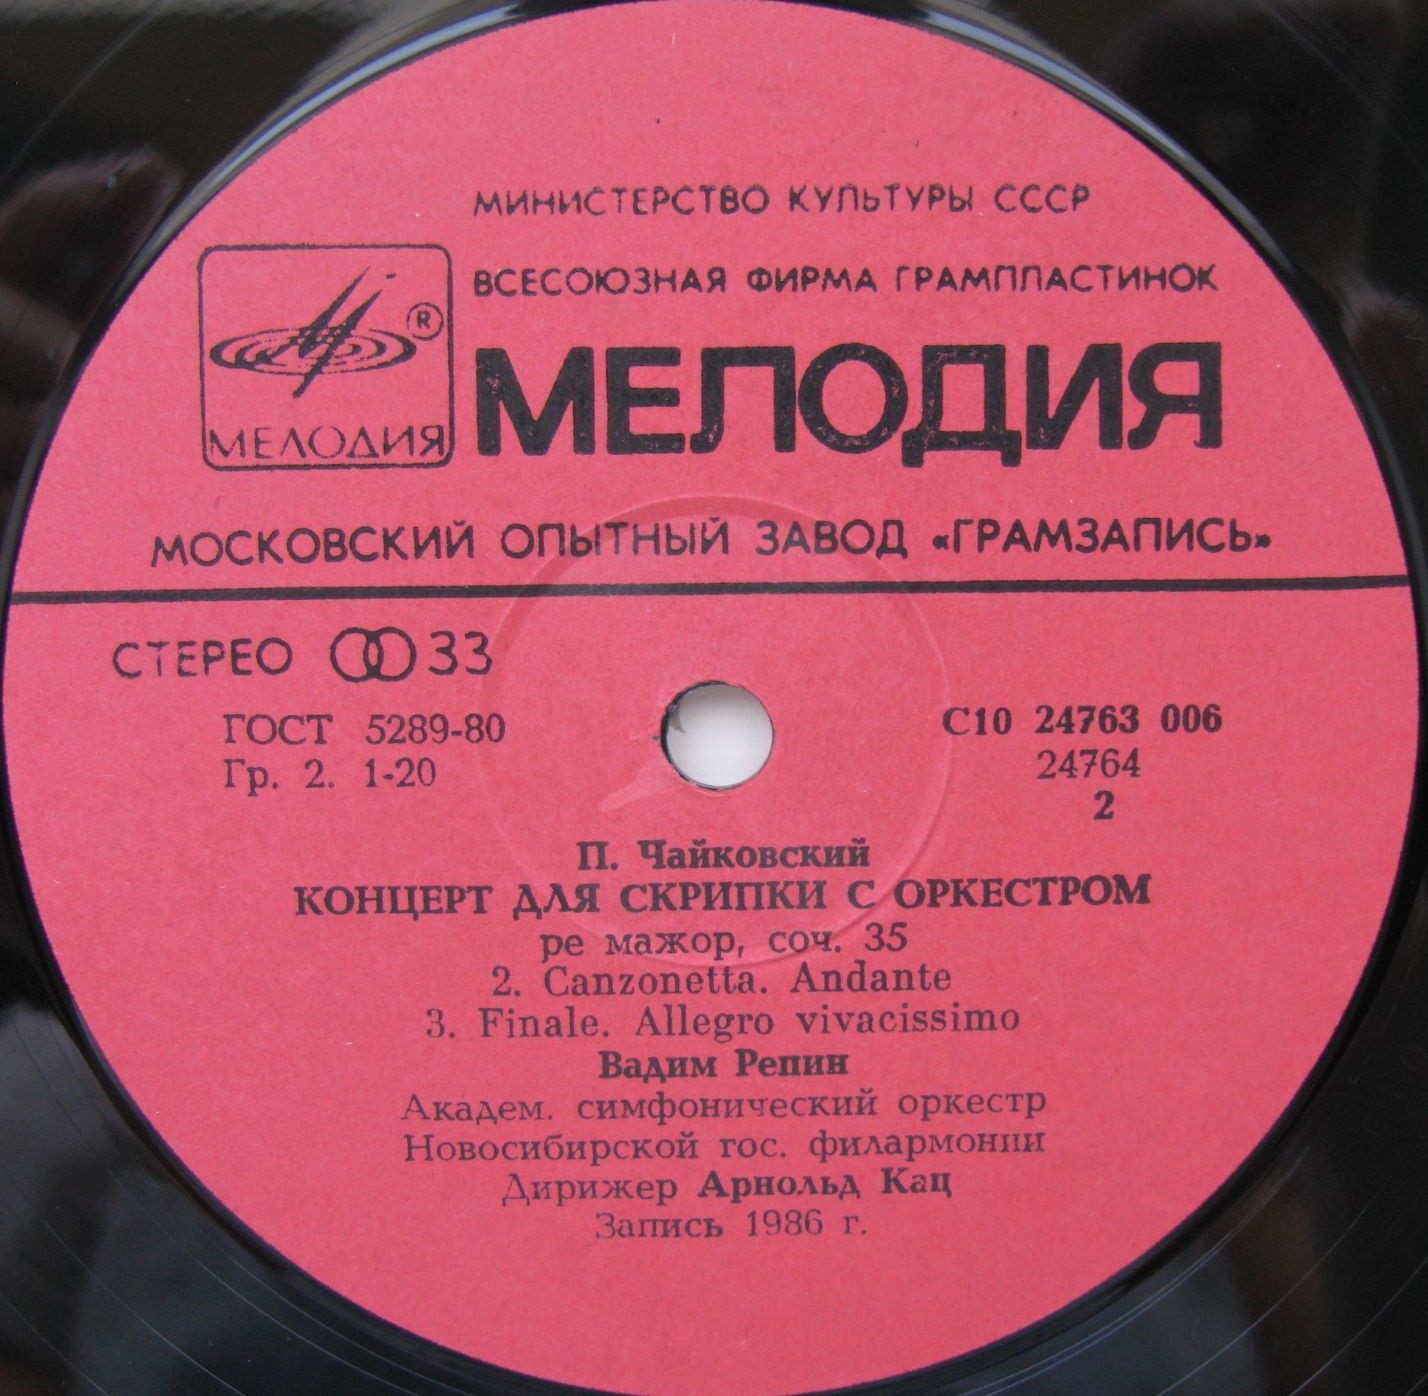 МИНИСТЕРСТВО КУЛЬТУРЫ СССР
ВСЕСОЮЗНАЯ ФИРМА ГРАМПЛАСТИНОК
® МЕЛОДИЯ
МЕЛОДИЯ
МОСКОВСКИЙ ОПЫТНЫЙ ЗАВОД «ГРАМЗАПИСЬ»
СТЕРЕО 33
ГОСТ 5289-80
Гр. 2. 1-20
С10 24763 006
24764
2
П. Чайковский
КОНЦЕРТ ДЛЯ СКРИПКИ С ОРКЕСТРОМ
ре мажор, соч. 35
2. Canzonetta. Andante
3. Finale. Allegro vivacissimo
Вадим Репин
Академ. симфонический оркестр
Новосибирской гос. филармонии
Дирижер Арнольд Кац
Запись 1986 г.